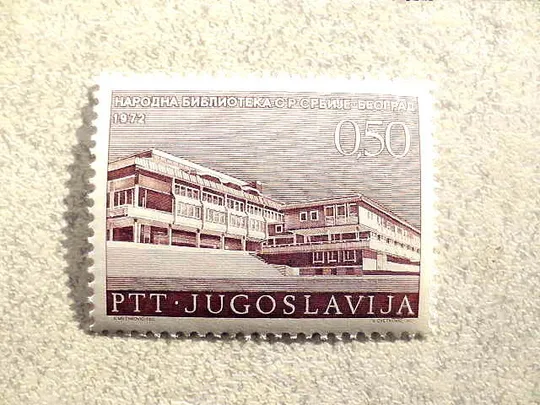 НАРОДНА·БИБЛИОТЕКА·С Р СРБИЈЕ·БЕОГРАД
1972
0,50
PTT·JUGOSLAVIJA